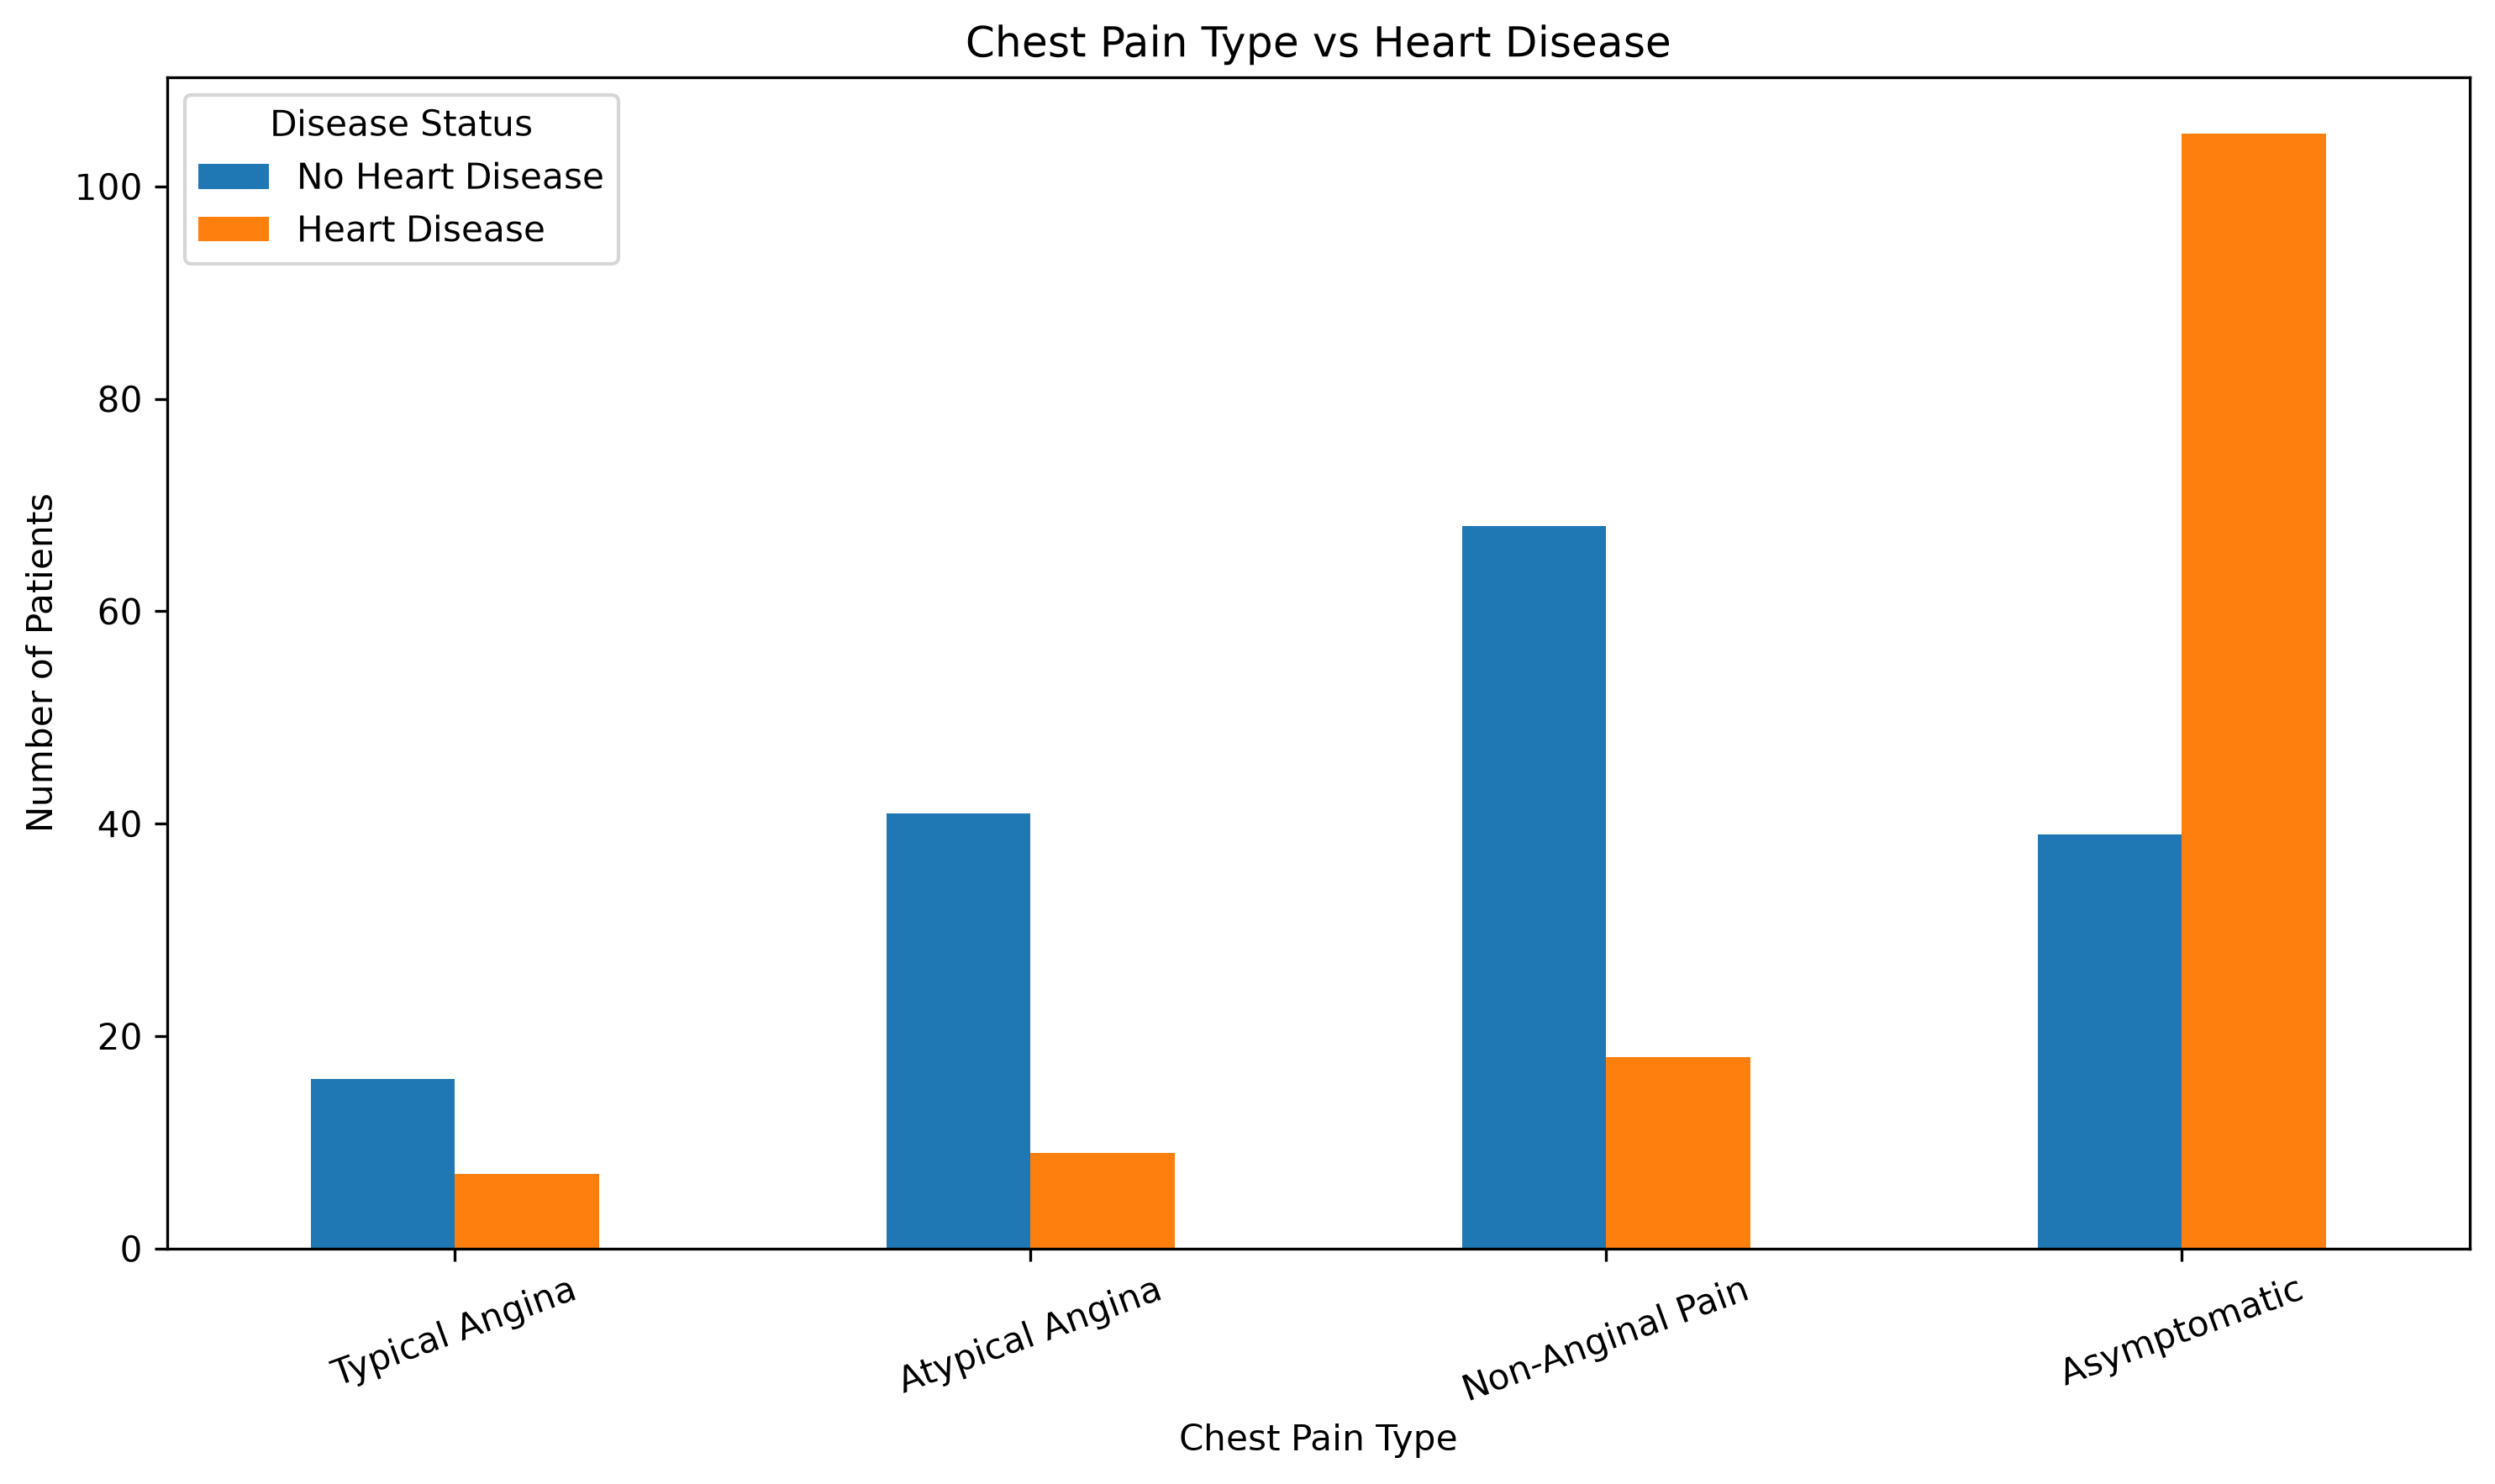 Chest Pain Type vs Heart Disease
Disease Status
No Heart Disease
Heart Disease
Number of Patients
100
80
60
40
20
0
Typical Angina
Atypical Angina
Non-Anginal Pain
Asymptomatic
Chest Pain Type